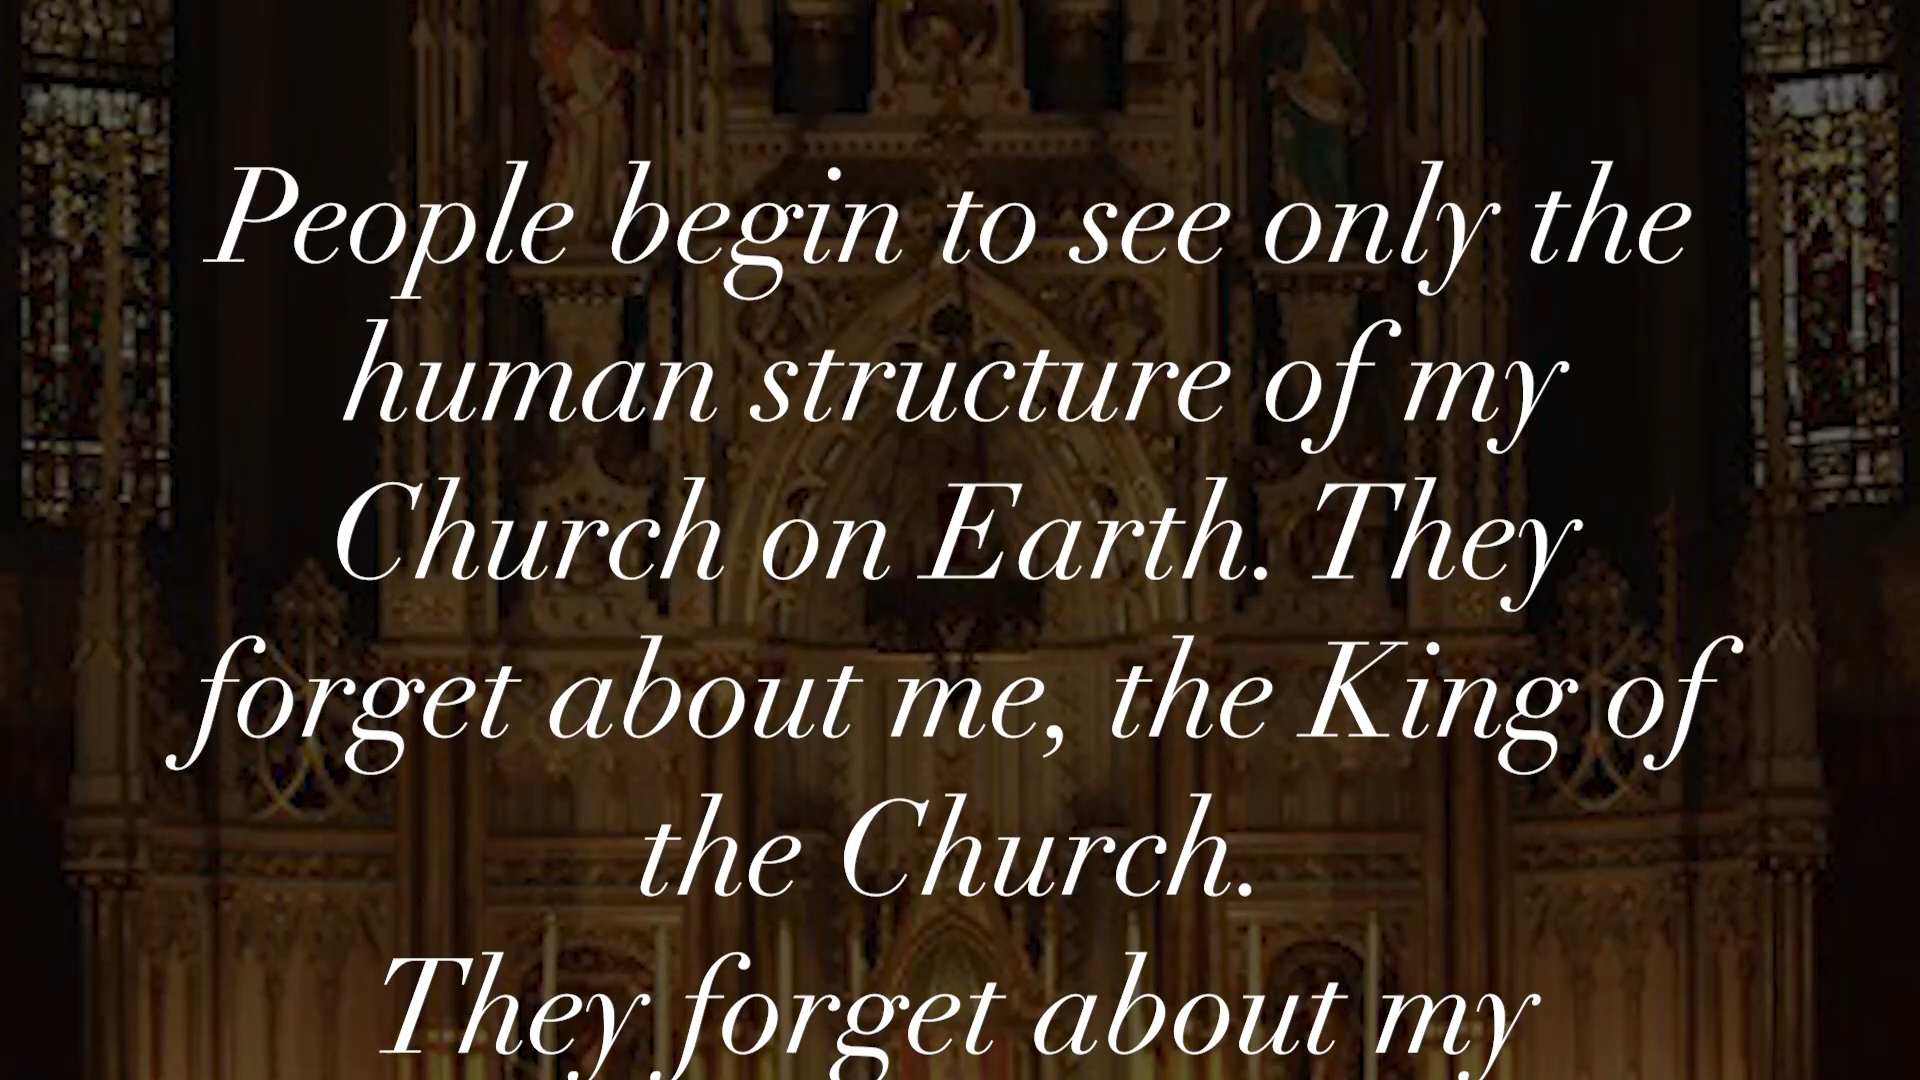 People begin to see only the
human structure of my
Church on Earth. They
forget about me, the King of
the Church.
They forget about my